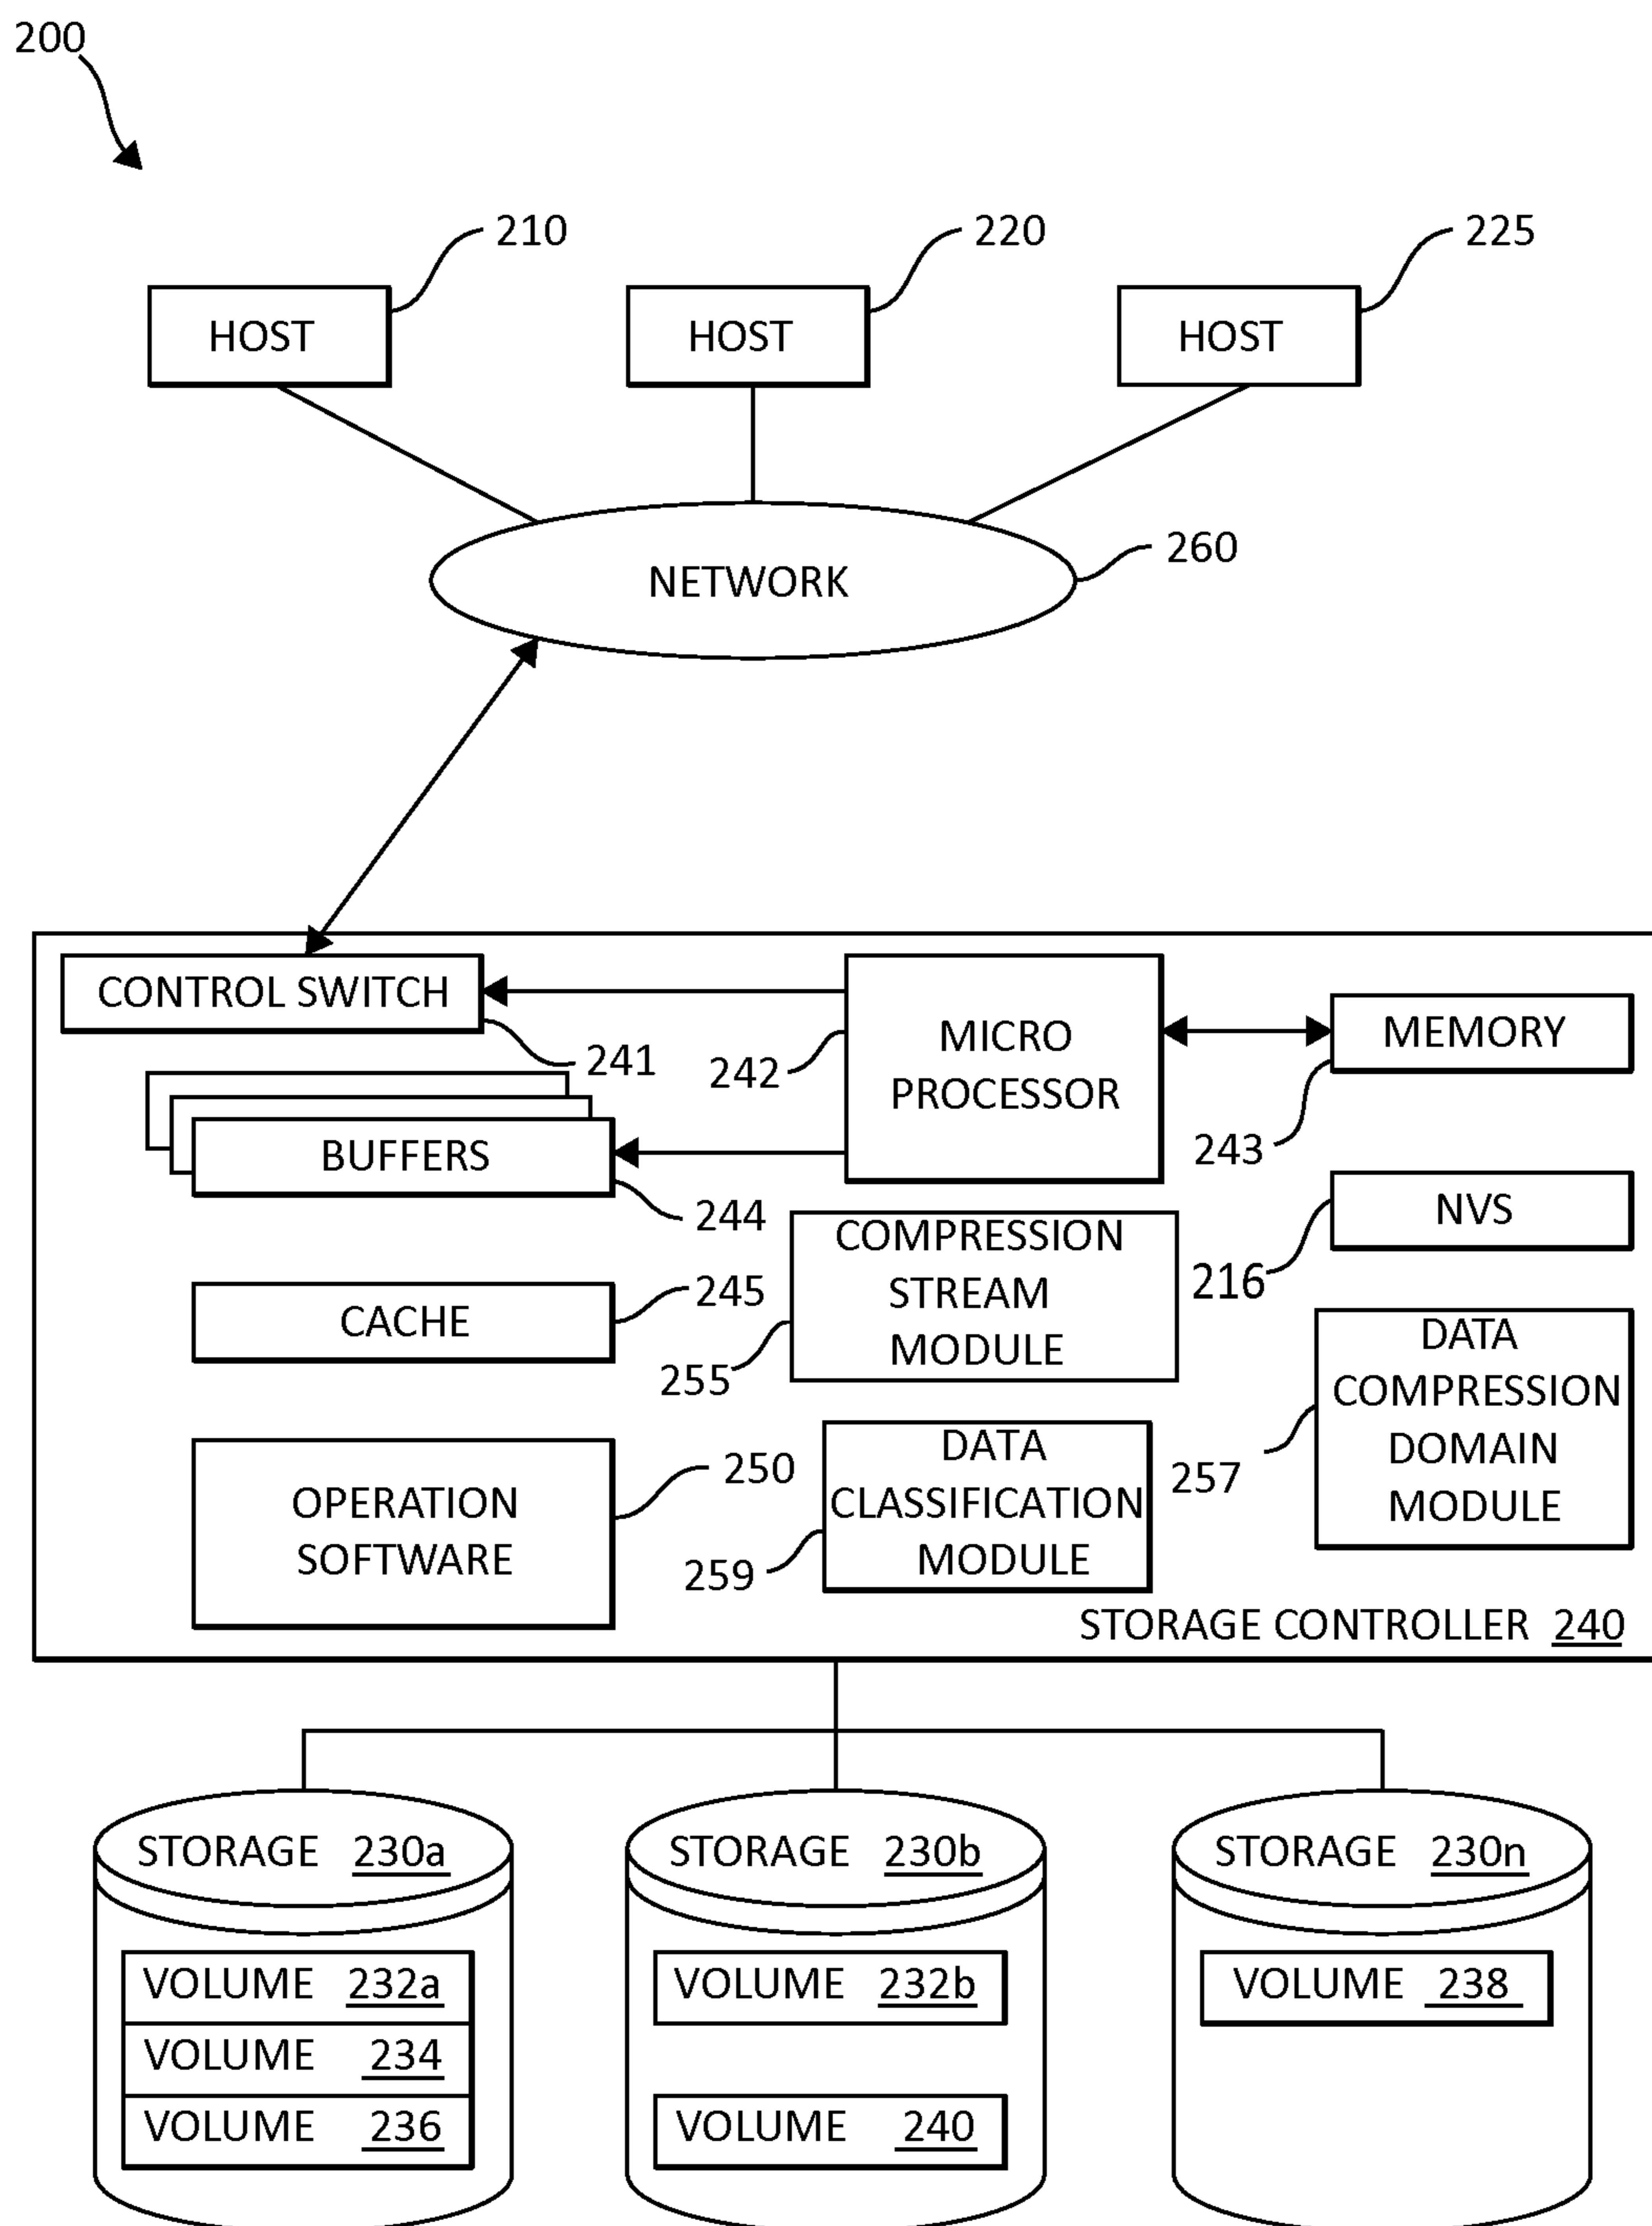 200
210
220
225
HOST
HOST
HOST
260
NETWORK
CONTROL SWITCH
241
242
MICRO
PROCESSOR
MEMORY
243
BUFFERS
244
NVS
216
COMPRESSION
STREAM
MODULE
255
CACHE
245
DATA
COMPRESSION
DOMAIN
MODULE
257
OPERATION
SOFTWARE
250
DATA
CLASSIFICATION
MODULE
259
STORAGE CONTROLLER 240
STORAGE 230a
VOLUME 232a
VOLUME 234
VOLUME 236
STORAGE 230b
VOLUME 232b
VOLUME 240
STORAGE 230n
VOLUME 238